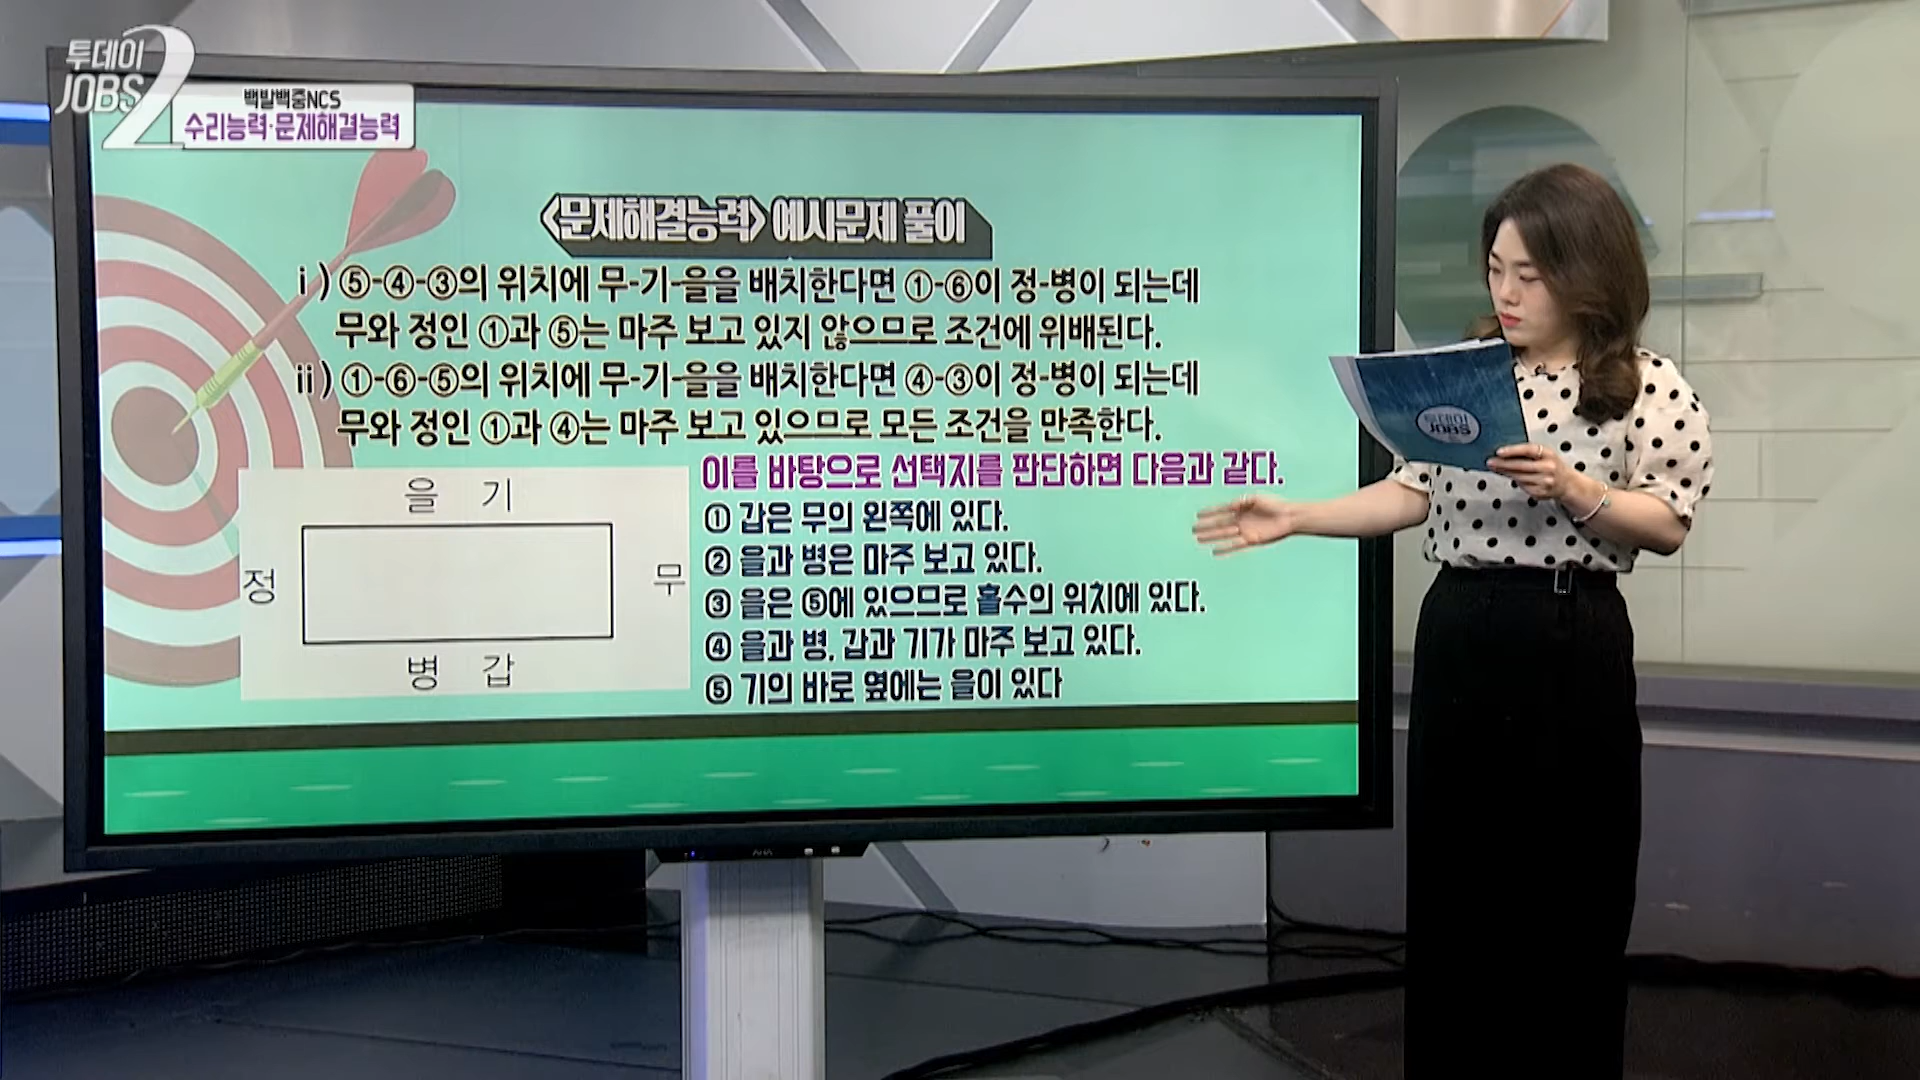 투데이
JOBS 2
백발백중NCS
수리능력·문제해결능력
<문제해결능력> 예시문제 풀이
ⅰ) ⑤-④-③의 위치에 무-기-을을 배치한다면 ①-⑥이 정-병이 되는데
무와 정인 ①과 ⑤는 마주 보고 있지 않으므로 조건에 위배된다.
ⅱ) ①-⑥-⑤의 위치에 무-기-을을 배치한다면 ④-③이 정-병이 되는데
무와 정인 ①과 ④는 마주 보고 있으므로 모든 조건을 만족한다.
이를 바탕으로 선택지를 판단하면 다음과 같다.
을 기
정
무
병 갑
① 갑은 무의 왼쪽에 있다.
② 을과 병은 마주 보고 있다.
③ 을은 ⑤에 있으므로 홀수의 위치에 있다.
④ 을과 병, 갑과 기가 마주 보고 있다.
⑤ 기의 바로 옆에는 을이 있다
투데이
JOBS